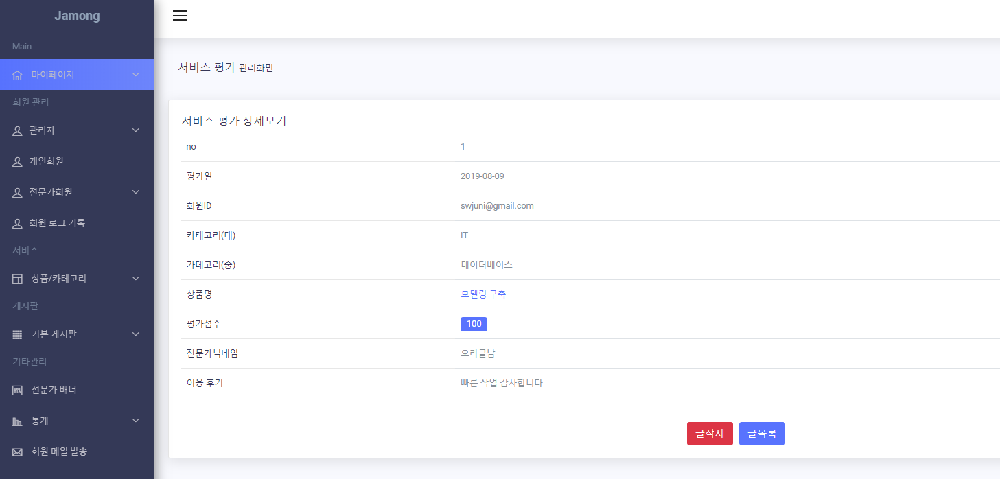 Jamong
Main
마이페이지
회원 관리
관리자
개인회원
전문가회원
회원 로그 기록
서비스
상품/카테고리
게시판
기본 게시판
기타관리
전문가 배너
통계
회원 메일 발송
서비스 평가 관리화면
서비스 평가 상세보기
no 1
평가일 2019-08-09
회원ID swjuni@gmail.com
카테고리(대) IT
카테고리(중) 데이터베이스
상품명 모델링 구축
평가점수 100
전문가닉네임 오라클남
이용 후기 빠른 작업 감사합니다
글삭제 글목록